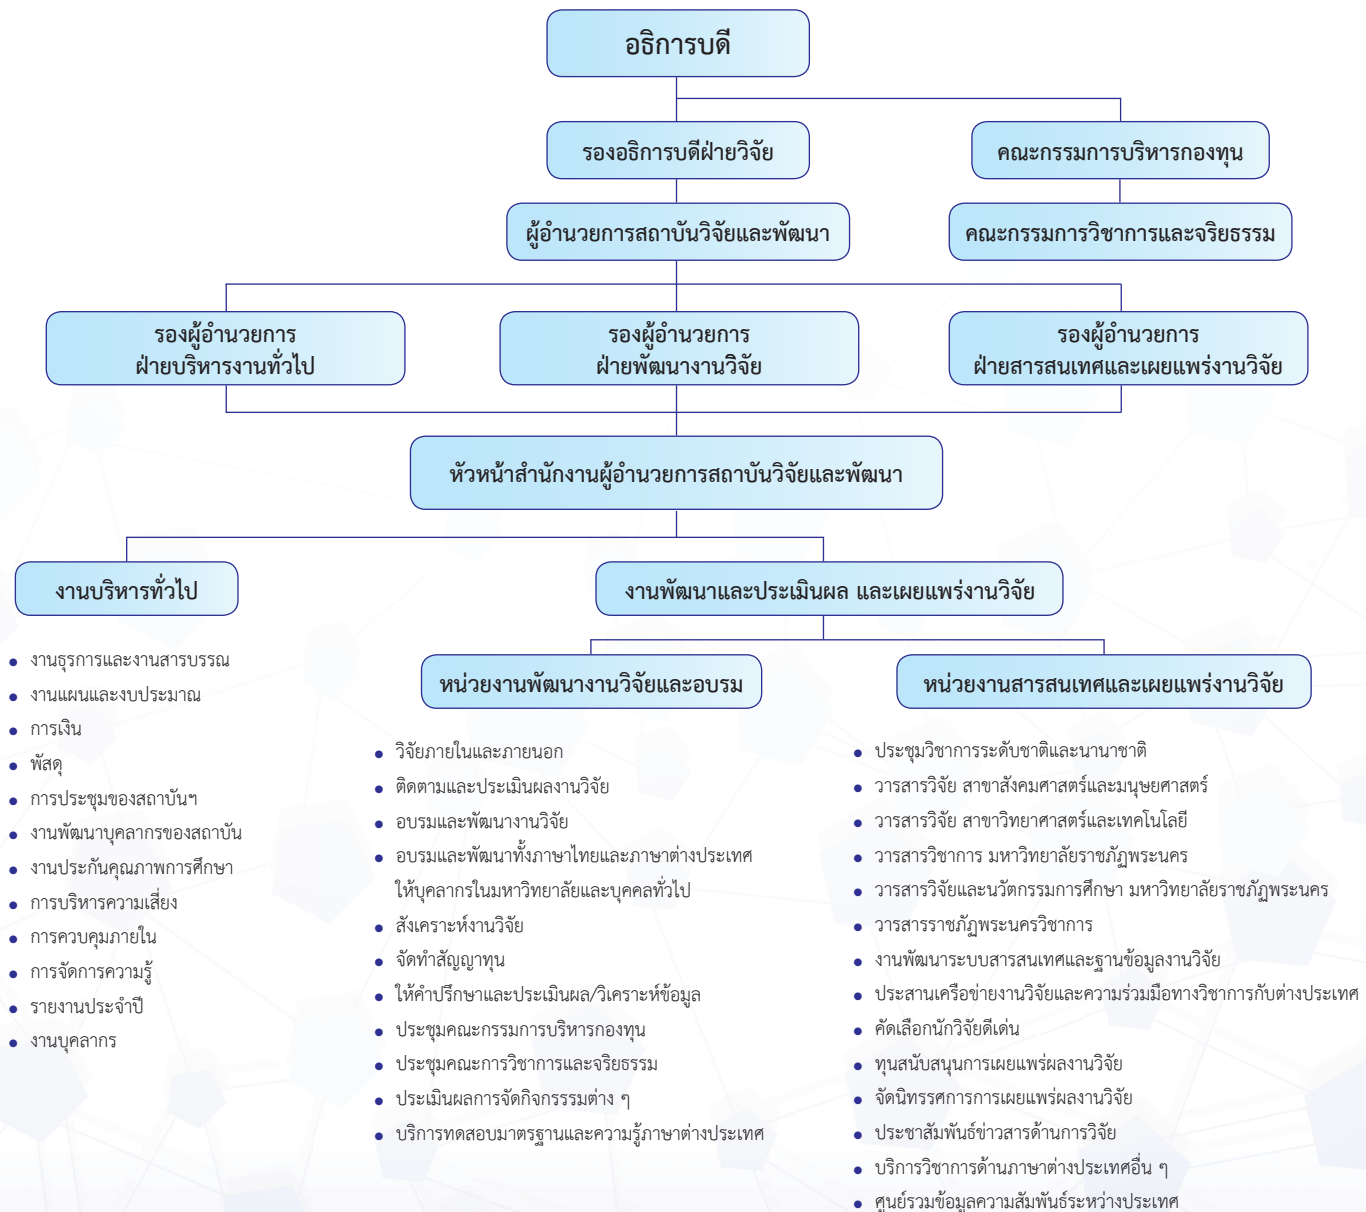 อธิการบดี
รองอธิการบดีฝ่ายวิจัย
คณะกรรมการบริหารกองทุน
ผู้อำนวยการสถาบันวิจัยและพัฒนา
คณะกรรมการวิชาการและจริยธรรม
รองผู้อำนวยการ
ฝ่ายบริหารงานทั่วไป
รองผู้อำนวยการ
ฝ่ายพัฒนางานวิจัย
รองผู้อำนวยการ
ฝ่ายสารสนเทศและเผยแพร่งานวิจัย
หัวหน้าสำนักงานผู้อำนวยการสถาบันวิจัยและพัฒนา
งานบริหารทั่วไป
งานพัฒนาและประเมินผล และเผยแพร่งานวิจัย
● งานธุรการและงานสารบรรณ
● งานแผนและงบประมาณ
● การเงิน
● พัสดุ
● การประชุมของสถาบันฯ
● งานพัฒนาบุคลากรของสถาบัน
● งานประกันคุณภาพการศึกษา
● การบริหารความเสี่ยง
● การควบคุมภายใน
● การจัดการความรู้
● รายงานประจำปี
● งานบุคลากร
หน่วยงานพัฒนางานวิจัยและอบรม
● วิจัยภายในและภายนอก
● ติดตามและประเมินผลงานวิจัย
● อบรมและพัฒนางานวิจัย
● อบรมและพัฒนาทั้งภาษาไทยและภาษาต่างประเทศ
ให้บุคลากรในมหาวิทยาลัยและบุคคลทั่วไป
● สังเคราะห์งานวิจัย
● จัดทำสัญญาทุน
● ให้คำปรึกษาและประเมินผล/วิเคราะห์ข้อมูล
● ประชุมคณะกรรมการบริหารกองทุน
● ประชุมคณะการวิชาการและจริยธรรม
● ประเมินผลการจัดกิจกรรรมต่าง ๆ
● บริการทดสอบมาตรฐานและความรู้ภาษาต่างประเทศ
หน่วยงานสารสนเทศและเผยแพร่งานวิจัย
● ประชุมวิชาการระดับชาติและนานาชาติ
● วารสารวิจัย สาขาสังคมศาสตร์และมนุษยศาสตร์
● วารสารวิจัย สาขาวิทยาศาสตร์และเทคโนโลยี
● วารสารวิชาการ มหาวิทยาลัยราชภัฏพระนคร
● วารสารวิจัยและนวัตกรรมการศึกษา มหาวิทยาลัยราชภัฏพระนคร
● วารสารราชภัฏพระนครวิชาการ
● งานพัฒนาระบบสารสนเทศและฐานข้อมูลงานวิจัย
● ประสานเครือข่ายงานวิจัยและความร่วมมือทางวิชาการกับต่างประเทศ
● คัดเลือกนักวิจัยดีเด่น
● ทุนสนับสนุนการเผยแพร่ผลงานวิจัย
● จัดนิทรรศการการเผยแพร่ผลงานวิจัย
● ประชาสัมพันธ์ข่าวสารด้านการวิจัย
● บริการวิชาการด้านภาษาต่างประเทศอื่น ๆ
● ศูนย์รวมข้อมูลความสัมพันธ์ระหว่างประเทศ